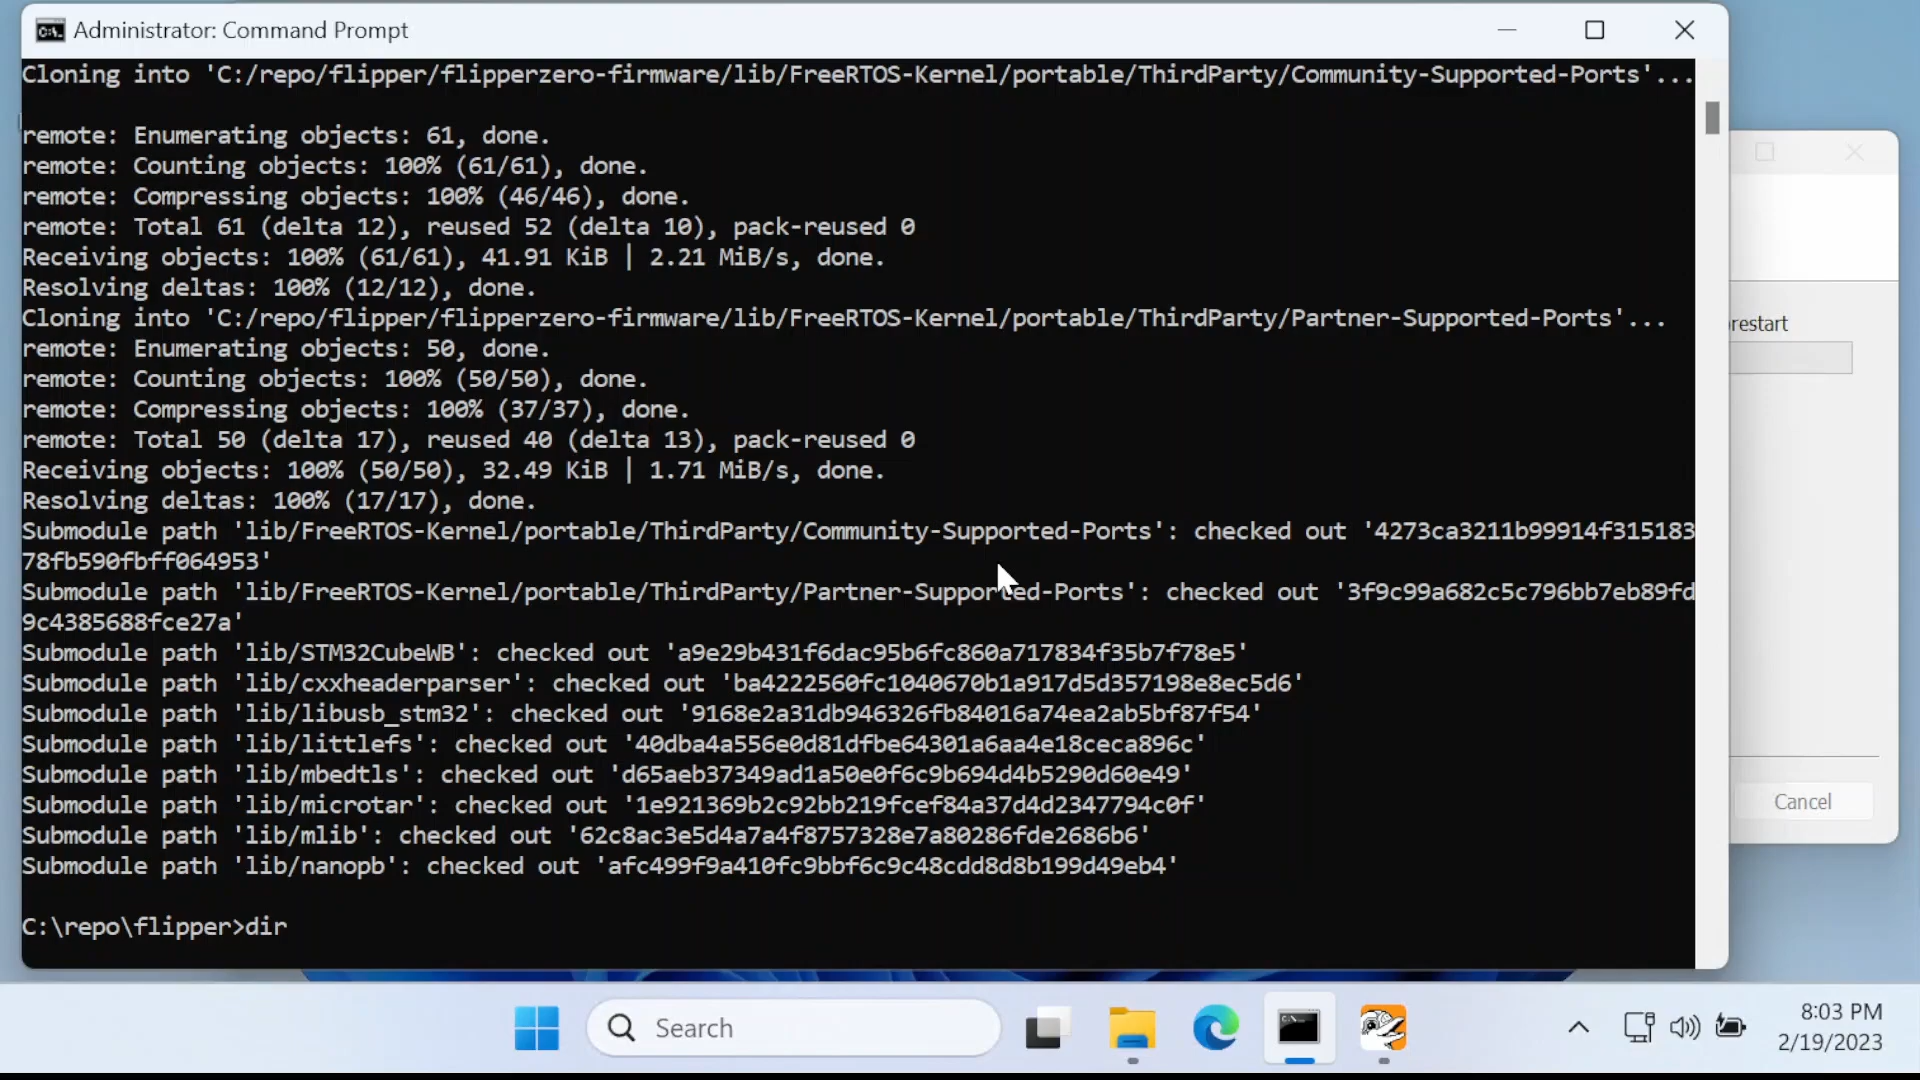 Administrator: Command Prompt
Cloning into 'C:/repo/flipper/flipperzero-firmware/lib/FreeRTOS-Kernel/portable/ThirdParty/Community-Supported-Ports'...
remote: Enumerating objects: 61, done.
remote: Counting objects: 100% (61/61), done.
remote: Compressing objects: 100% (46/46), done.
remote: Total 61 (delta 12), reused 52 (delta 10), pack-reused 0
Receiving objects: 100% (61/61), 41.91 KiB | 2.21 MiB/s, done.
Resolving deltas: 100% (12/12), done.
Cloning into 'C:/repo/flipper/flipperzero-firmware/lib/FreeRTOS-Kernel/portable/ThirdParty/Partner-Supported-Ports'...
remote: Enumerating objects: 50, done.
remote: Counting objects: 100% (50/50), done.
remote: Compressing objects: 100% (37/37), done.
remote: Total 50 (delta 17), reused 40 (delta 13), pack-reused 0
Receiving objects: 100% (50/50), 32.49 KiB | 1.71 MiB/s, done.
Resolving deltas: 100% (17/17), done.
Submodule path 'lib/FreeRTOS-Kernel/portable/ThirdParty/Community-Supported-Ports': checked out '4273ca3211b99914f315183
78fb590fbff064953'
Submodule path 'lib/FreeRTOS-Kernel/portable/ThirdParty/Partner-Supported-Ports': checked out '3f9c99a682c5c796bb7eb89fd
9c4385688fce27a'
Submodule path 'lib/STM32CubeWB': checked out 'a9e29b431f6dac95b6fc860a717834f35b7f78e5'
Submodule path 'lib/cxxheaderparser': checked out 'ba4222560fc1040670b1a917d5d357198e8ec5d6'
Submodule path 'lib/libusb_stm32': checked out '9168e2a31db946326fb84016a74ea2ab5bf87f54'
Submodule path 'lib/littlefs': checked out '40dba4a556e0d81dfbe64301a6aa4e18ceca896c'
Submodule path 'lib/mbedtls': checked out 'd65aeb37349ad1a50e0f6c9b694d4b5290d60e49'
Submodule path 'lib/microtar': checked out '1e921369b2c92bb219fcef84a37d4d2347794c0f'
Submodule path 'lib/mlib': checked out '62c8ac3e5d4a7a4f8757328e7a80286fde2686b6'
Submodule path 'lib/nanopb': checked out 'afc499f9a410fc9bbf6c9c48cdd8d8b199d49eb4'
C:\repo\flipper>dir
restart
Cancel
Search
8:03 PM
2/19/2023